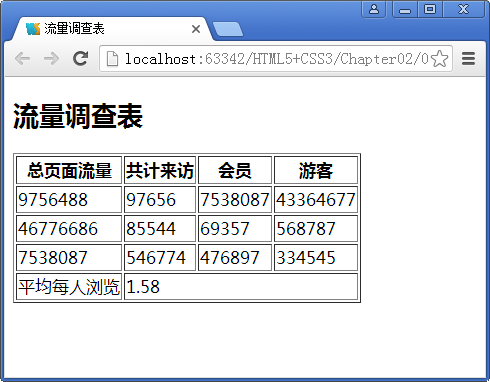 流量调查表
localhost:63342/HTML5+CSS3/Chapter02/0
流量调查表
总页面流量 共计来访 会员 游客
9756488 97656 7538087 43364677
46776686 85544 69357 568787
7538087 546774 476897 334545
平均每人浏览 1.58